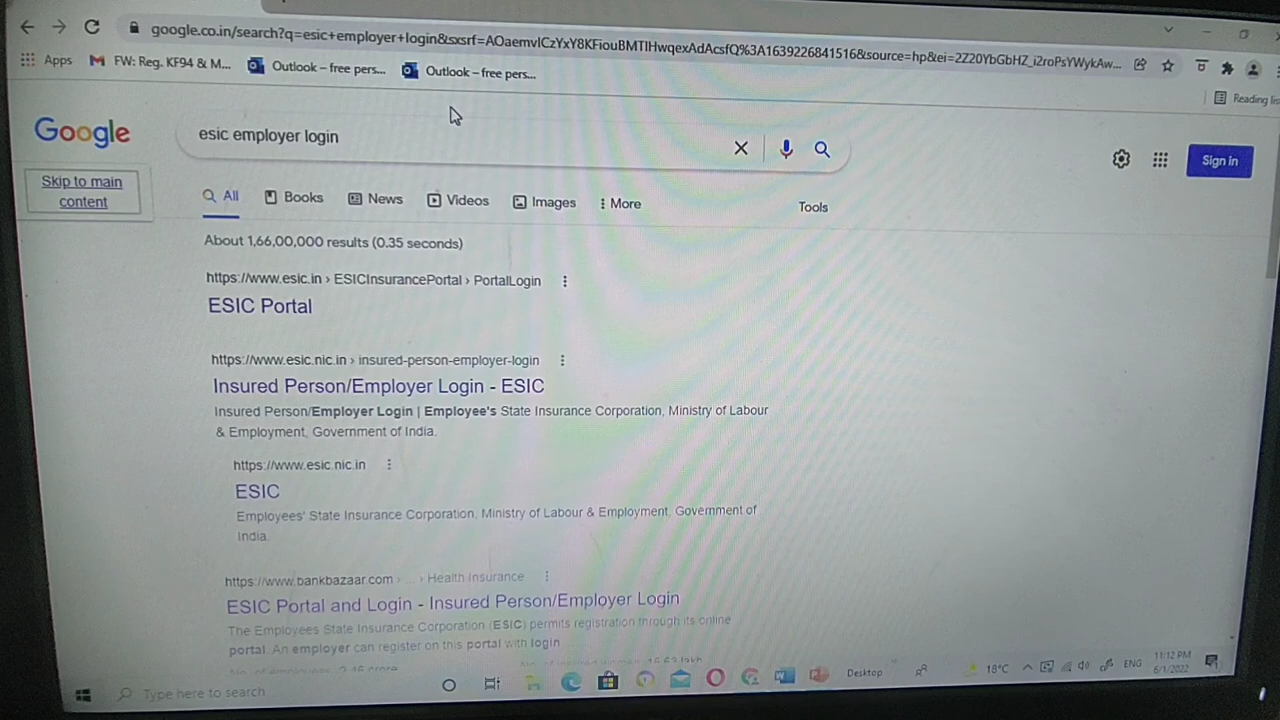 google.co.in/search?q=esic+employer+login&sxsrf=AOaemvICzYxY8KFiouBMTIHwqexAdAcsfQ%3A1639226841516&source=hp&ei=2Z20YbGbHZ_i2roPsYWykAw...
Apps FW: Reg. KF94 & M... Outlook – free pers... Outlook – free pers...
Reading lis
Google
esic employer login
Sign in
Skip to main
content
All Books News Videos Images More Tools
About 1,66,00,000 results (0.35 seconds)
https://www.esic.in › ESICInsurancePortal › PortalLogin
ESIC Portal
https://www.esic.nic.in › insured-person-employer-login
Insured Person/Employer Login - ESIC
Insured Person/Employer Login | Employee's State Insurance Corporation, Ministry of Labour
& Employment, Government of India.
https://www.esic.nic.in
ESIC
Employees' State Insurance Corporation, Ministry of Labour & Employment, Government of
India.
https://www.bankbazaar.com › ... › Health Insurance
ESIC Portal and Login - Insured Person/Employer Login
The Employees State Insurance Corporation (ESIC) permits registration through its online
portal. An employer can register on this portal with login
Type here to search
Desktop
18°C
ENG
11:12 PM
6/1/2022